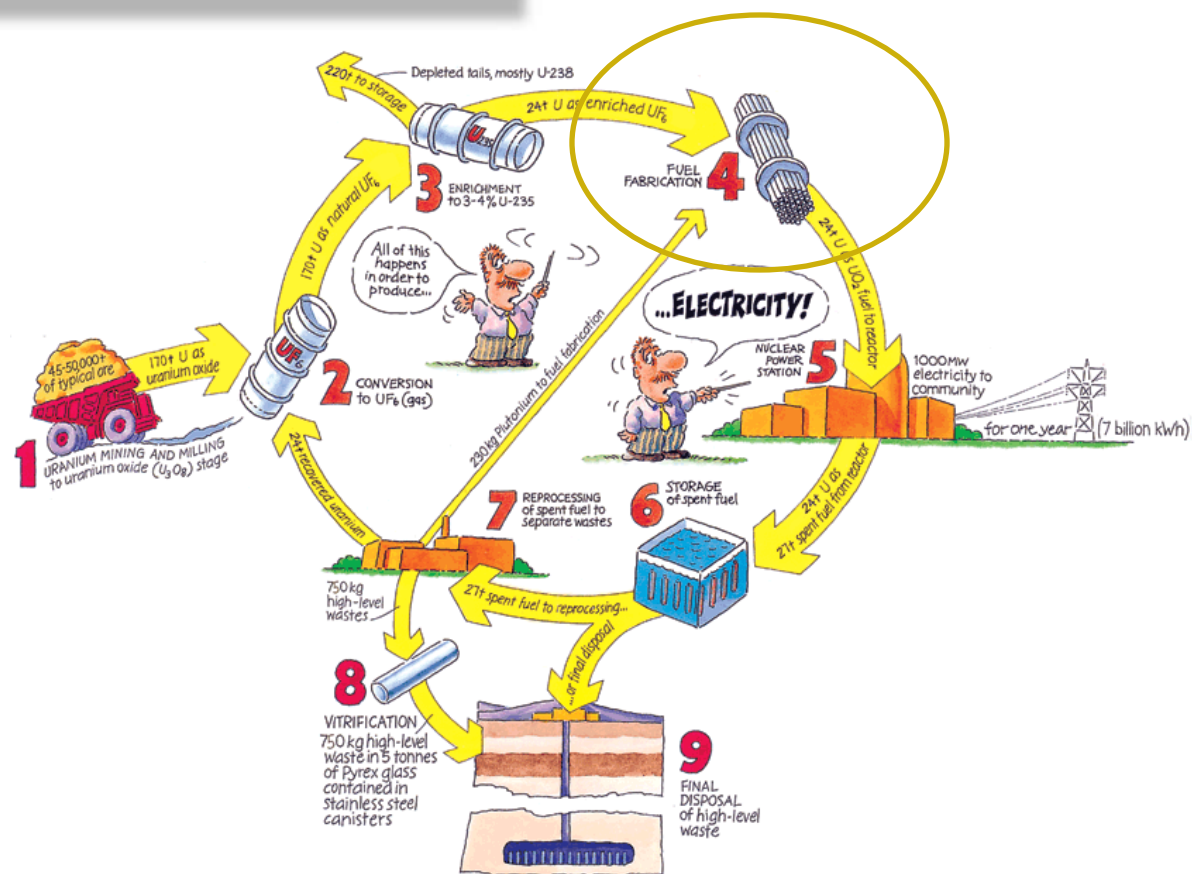 220t to storage
Depleted tails, mostly U-238
24t U as enriched UF₆
U235
3
ENRICHMENT
to 3-4% U-235
FUEL
FABRICATION
4
170t U as natural UF₆
All of this
happens
in order to
produce...
24t U as UO₂ fuel to reactor
...ELECTRICITY!
230kg Plutonium to fuel fabrication
NUCLEAR
POWER
STATION
5
1000MW
electricity to
community
for one year
(7 billion kWh)
45-50,000t
of typical ore
170t U as
uranium oxide
UF₆
2
CONVERSION
to UF₆ (gas)
1
URANIUM MINING AND MILLING
to uranium oxide (U₃O₈) stage
24t recovered uranium
7
REPROCESSING
of spent fuel to
separate wastes
6
STORAGE
of spent fuel
24t U as
27t spent fuel from reactor
750kg
high-level
wastes
27t spent fuel to reprocessing...
...or final disposal
8
VITRIFICATION
750kg high-level
waste in 5 tonnes
of Pyrex glass
contained in
stainless steel
canisters
9
FINAL
DISPOSAL
of high-level
waste